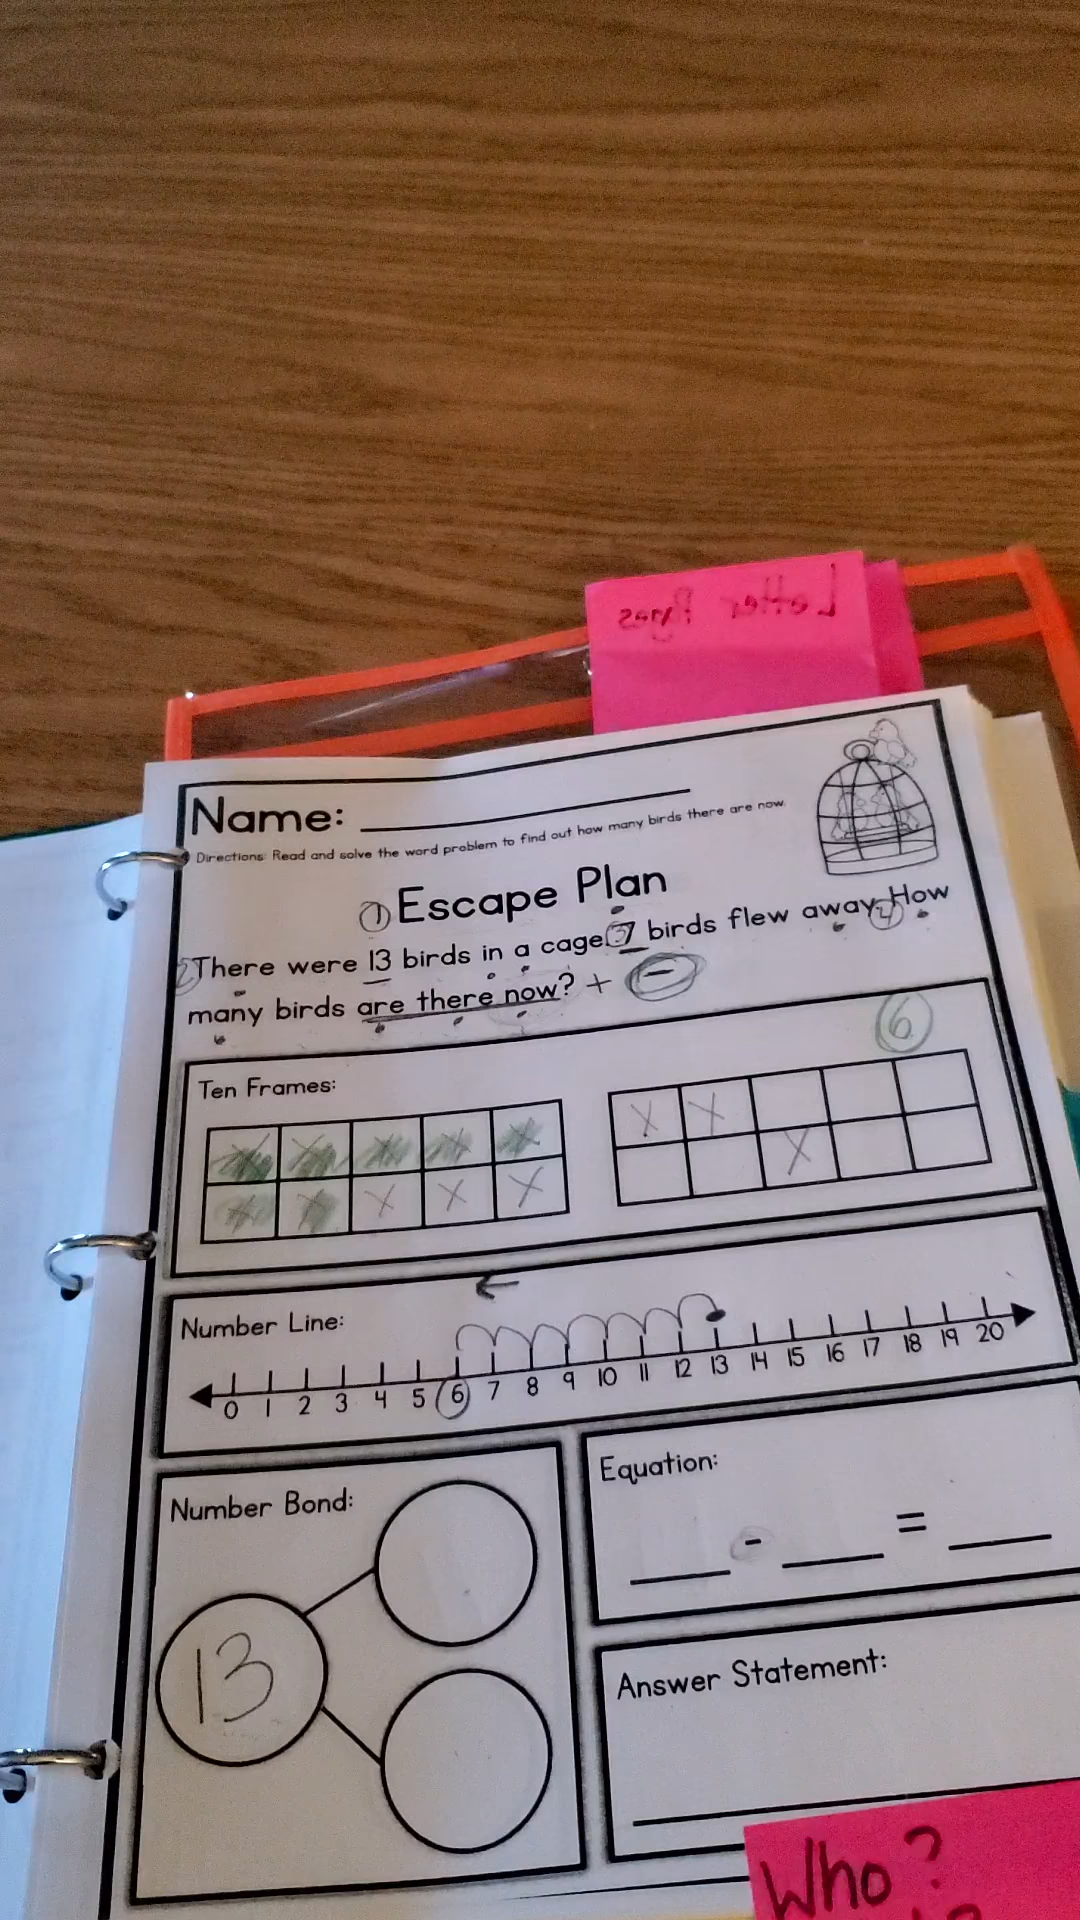 Letter Pages
Name:
Directions: Read and solve the word problem to find out how many birds there are now.
① Escape Plan
There were 13 birds in a cage. 7 birds flew away. How
many birds are there now? + -
6
Ten Frames:
X X X X X X X
X X X X X X
Number Line:
0 1 2 3 4 5 6 7 8 9 10 11 12 13 14 15 16 17 18 19 20
Number Bond:
13
Equation:
- =
Answer Statement:
Who?